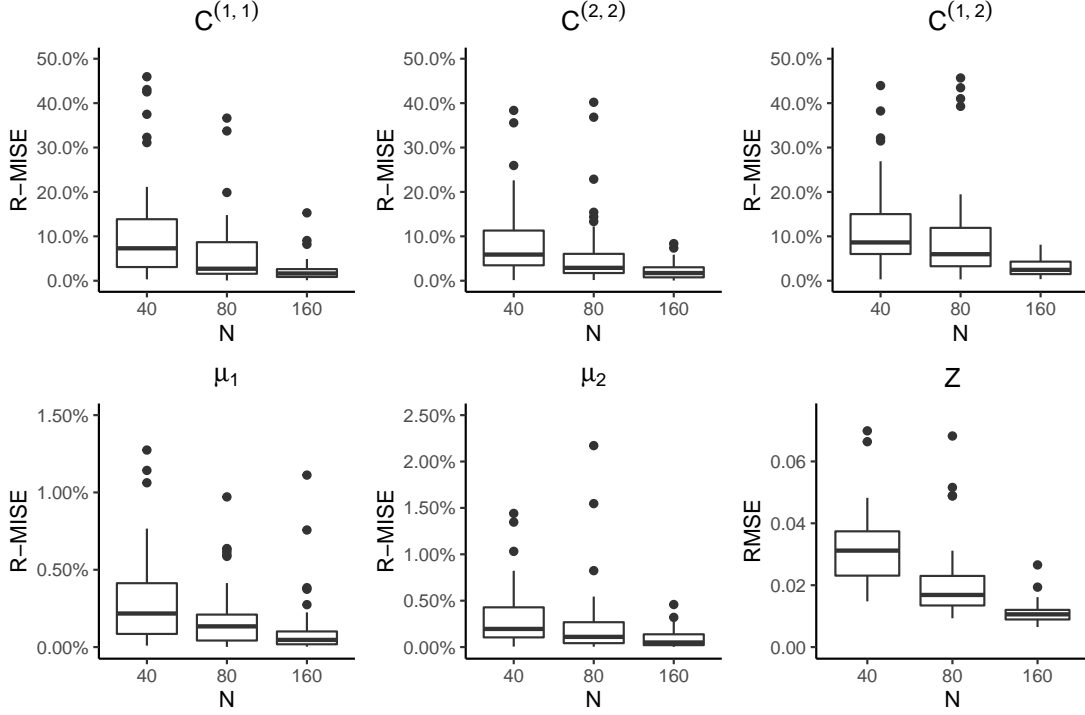 C^(1, 1)
R−MISE
50.0%
40.0%
30.0%
20.0%
10.0%
0.0%
40 80 160
N
C^(2, 2)
R−MISE
50.0%
40.0%
30.0%
20.0%
10.0%
0.0%
40 80 160
N
C^(1, 2)
R−MISE
50.0%
40.0%
30.0%
20.0%
10.0%
0.0%
40 80 160
N
μ₁
R−MISE
1.50%
1.00%
0.50%
0.00%
40 80 160
N
μ₂
R−MISE
2.50%
2.00%
1.50%
1.00%
0.50%
0.00%
40 80 160
N
Z
RMSE
0.06
0.04
0.02
0.00
40 80 160
N